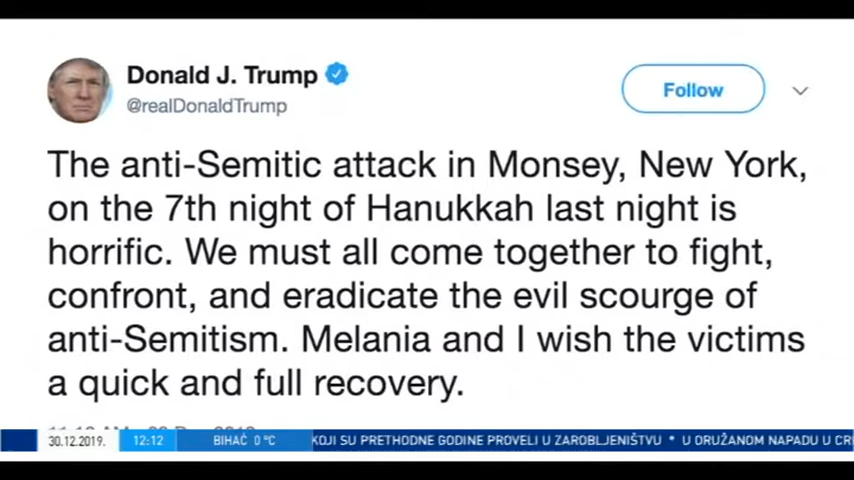 Donald J. Trump
@realDonaldTrump
Follow
The anti-Semitic attack in Monsey, New York,
on the 7th night of Hanukkah last night is
horrific. We must all come together to fight,
confront, and eradicate the evil scourge of
anti-Semitism. Melania and I wish the victims
a quick and full recovery.
30.12.2019. 12:12 BIHAĆ 0 °C KOJI SU PRETHODNE GODINE PROVELI U ZAROBLJENIŠTVU * U ORUŽANOM NAPADU U CR